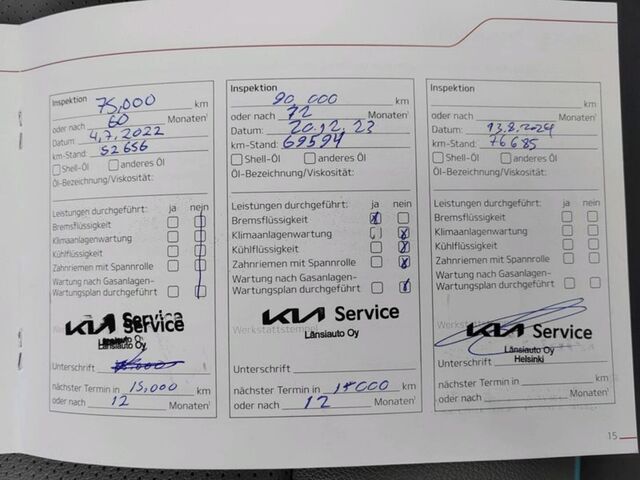 Inspektion
75,000 km
oder nach 60 Monaten¹
Datum: 4.7.2022
km-Stand: 52656
Shell-Öl anderes Öl
Öl-Bezeichnung/Viskosität:
Leistungen durchgeführt: ja nein
Bremsflüssigkeit
Klimaanlagenwartung
Kühlflüssigkeit
Zahnriemen mit Spannrolle
Wartung nach Gasanlagen-
Wartungsplan durchgeführt
KIA Service
Länsiauto Oy
Unterschrift
nächster Termin in 15,000 km
oder nach 12 Monaten¹
Inspektion
90 000 km
oder nach 72 Monaten¹
Datum: 20.12.23
km-Stand: 69594
Shell-Öl anderes Öl
Öl-Bezeichnung/Viskosität:
Leistungen durchgeführt: ja nein
Bremsflüssigkeit
Klimaanlagenwartung
Kühlflüssigkeit
Zahnriemen mit Spannrolle
Wartung nach Gasanlagen-
Wartungsplan durchgeführt
KIA Service
Werkstattstempel
Länsiauto Oy
Unterschrift
nächster Termin in 15000 km
oder nach 12 Monaten¹
Inspektion
km
oder nach Monaten¹
Datum: 13.8.2024
km-Stand: 76685
Shell-Öl anderes Öl
Öl-Bezeichnung/Viskosität:
Leistungen durchgeführt: ja nein
Bremsflüssigkeit
Klimaanlagenwartung
Kühlflüssigkeit
Zahnriemen mit Spannrolle
Wartung nach Gasanlagen-
Wartungsplan durchgeführt
KIA Service
Länsiauto Oy
Helsinki
Unterschrift
nächster Termin in km
oder nach Monaten¹
15